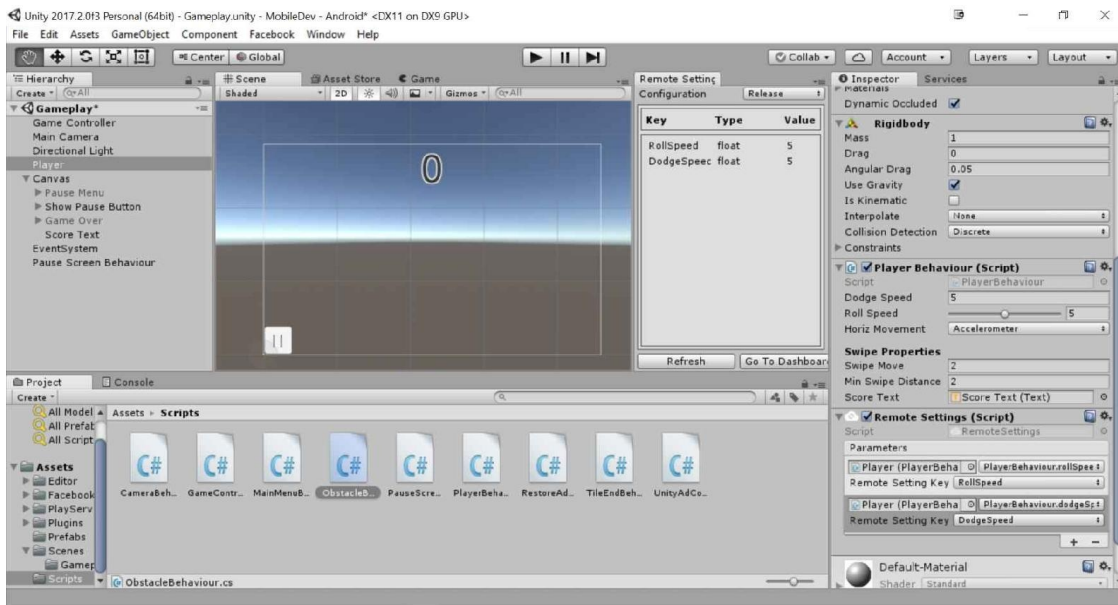 Unity 2017.2.0f3 Personal (64bit) - Gameplay.unity - MobileDev - Android* <DX11 on DX9 GPU>
File Edit Assets GameObject Component Facebook Window Help
Center Global Collab Account Layers Layout
Hierarchy
Create All
Gameplay*
Game Controller
Main Camera
Directional Light
Player
Canvas
Pause Menu
Show Pause Button
Game Over
Score Text
EventSystem
Pause Screen Behaviour
Scene Asset Store Game
Shaded 2D Gizmos All
0
Remote Setting
Configuration Release
Key Type Value
RollSpeed float 5
DodgeSpeec float 5
Refresh Go To Dashboar
Inspector Services
Materials
Dynamic Occluded
Rigidbody
Mass 1
Drag 0
Angular Drag 0.05
Use Gravity
Is Kinematic
Interpolate None
Collision Detection Discrete
Constraints
Player Behaviour (Script)
Script PlayerBehaviour
Dodge Speed 5
Roll Speed 5
Horiz Movement Accelerometer
Swipe Properties
Swipe Move 2
Min Swipe Distance 2
Score Text Score Text (Text)
Remote Settings (Script)
Script RemoteSettings
Parameters
Player (PlayerBeha PlayerBehaviour.rollSpee
Remote Setting Key RollSpeed
Player (PlayerBeha PlayerBehaviour.dodgeSp
Remote Setting Key DodgeSpeed
+ -
Default-Material
Shader Standard
Project Console
Create
All Model
All Prefat
All Script
Assets
Editor
Facebook
PlayServ
Plugins
Prefabs
Scenes
Gamep
Scripts
Assets Scripts
C# C# C# C# C# C# C# C# C#
CameraBeh... GameContr... MainMenuB... ObstacleB... PauseScre... PlayerBeha... RestoreAd... TileEndBeh... UnityAdCo...
ObstacleBehaviour.cs